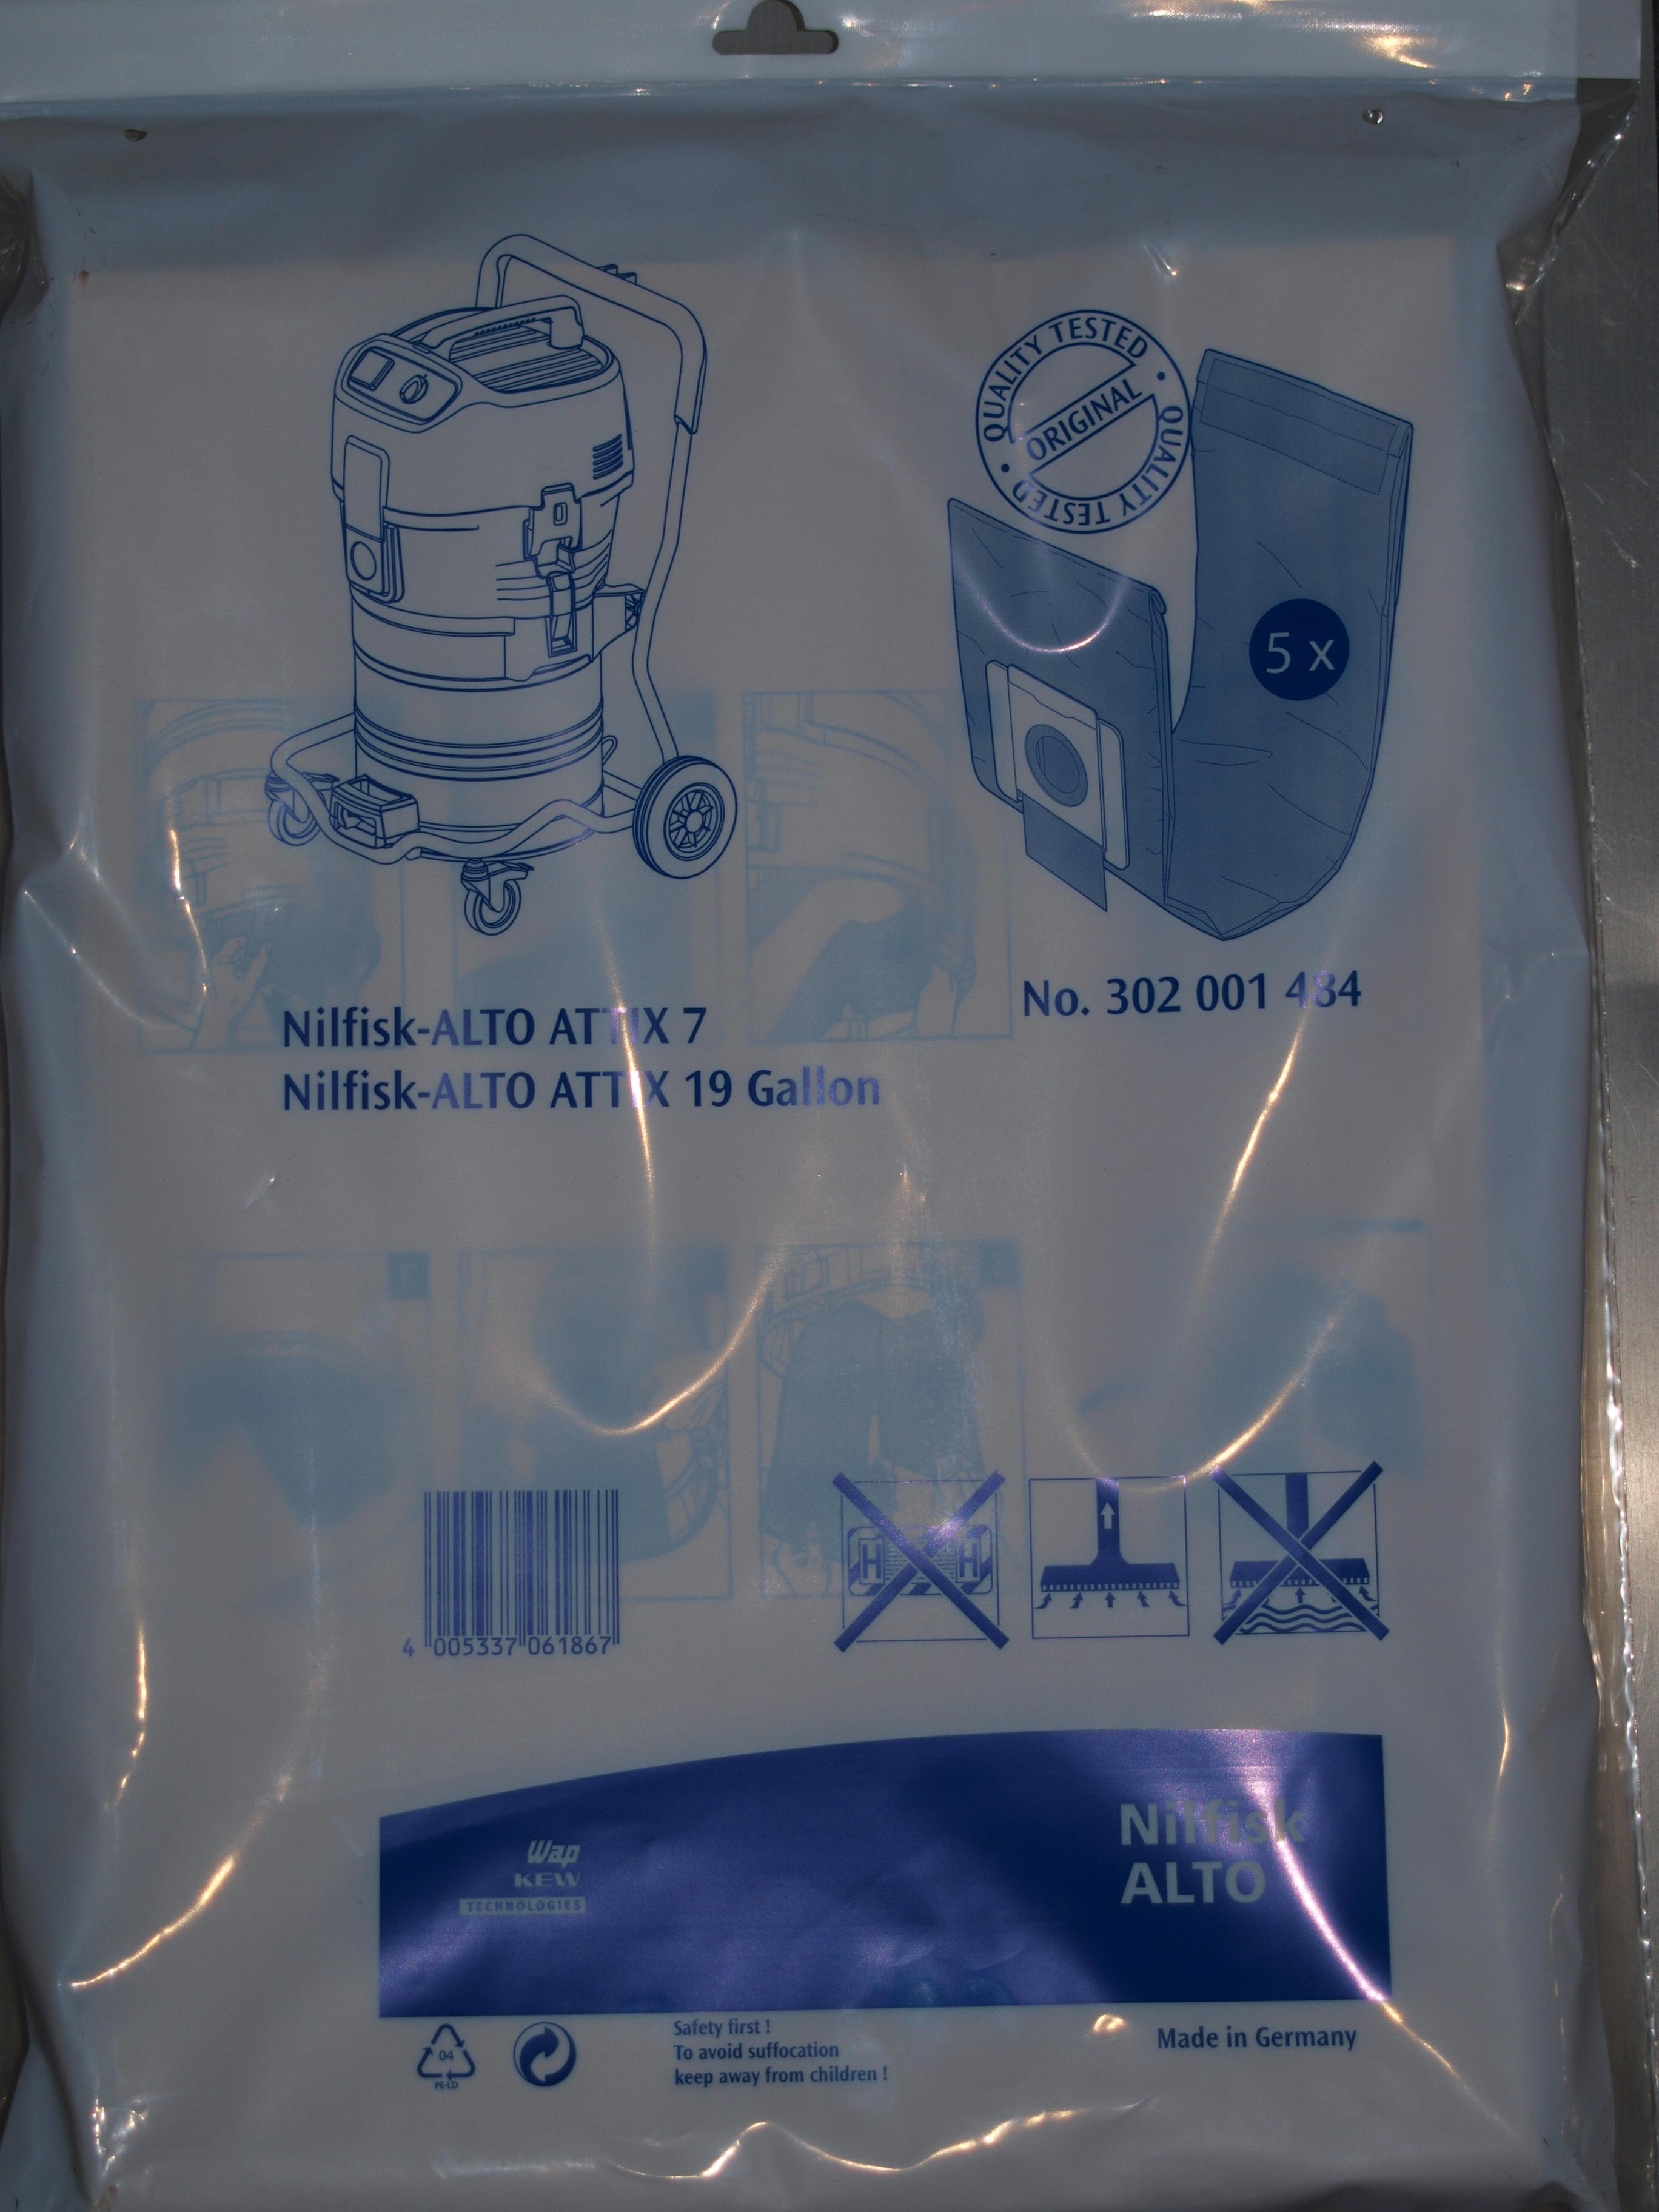 QUALITY TESTED • QUALITY TESTED •
ORIGINAL
5 x
No. 302 001 484
Nilfisk-ALTO ATTIX 7
Nilfisk-ALTO ATTIX 19 Gallon
H H
4 005337 061867
Wap
KEW
TECHNOLOGIES
Nilfisk
ALTO
04
PE-LD
Safety first !
To avoid suffocation
keep away from children !
Made in Germany